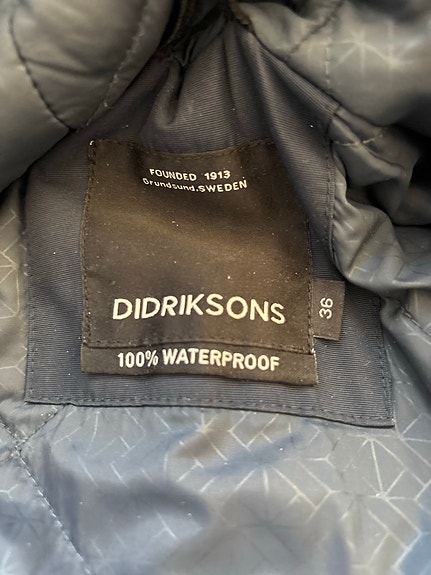 FOUNDED 1913
Grundsund.SWEDEN
DIDRIKSONS
36
100% WATERPROOF